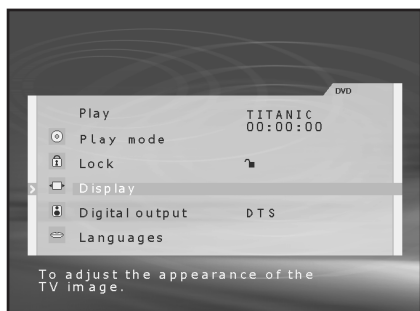 DVD
Play TITANIC
00:00:00
Play mode
Lock
Display
Digital output DTS
Languages
To adjust the appearance of the
TV image.